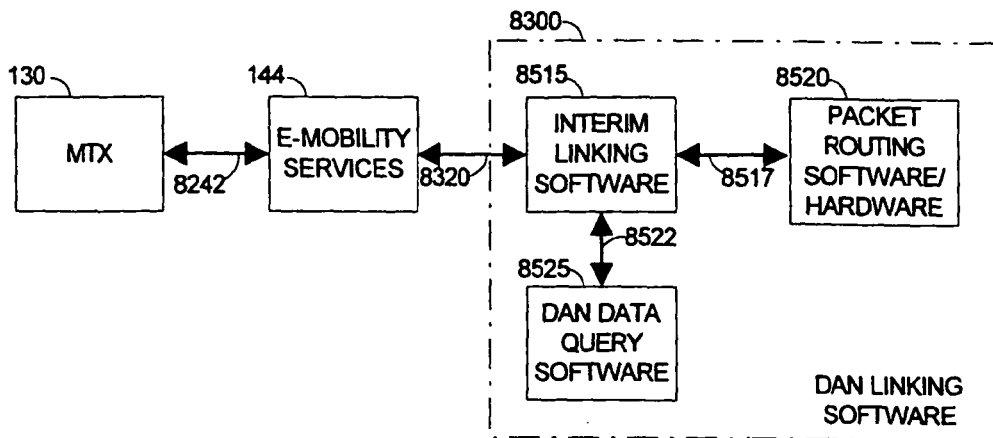 8300
130
144
8515
8520
MTX
E-MOBILITY
SERVICES
INTERIM
LINKING
SOFTWARE
PACKET
ROUTING
SOFTWARE/
HARDWARE
8242
8320
8517
8522
8525
DAN DATA
QUERY
SOFTWARE
DAN LINKING
SOFTWARE